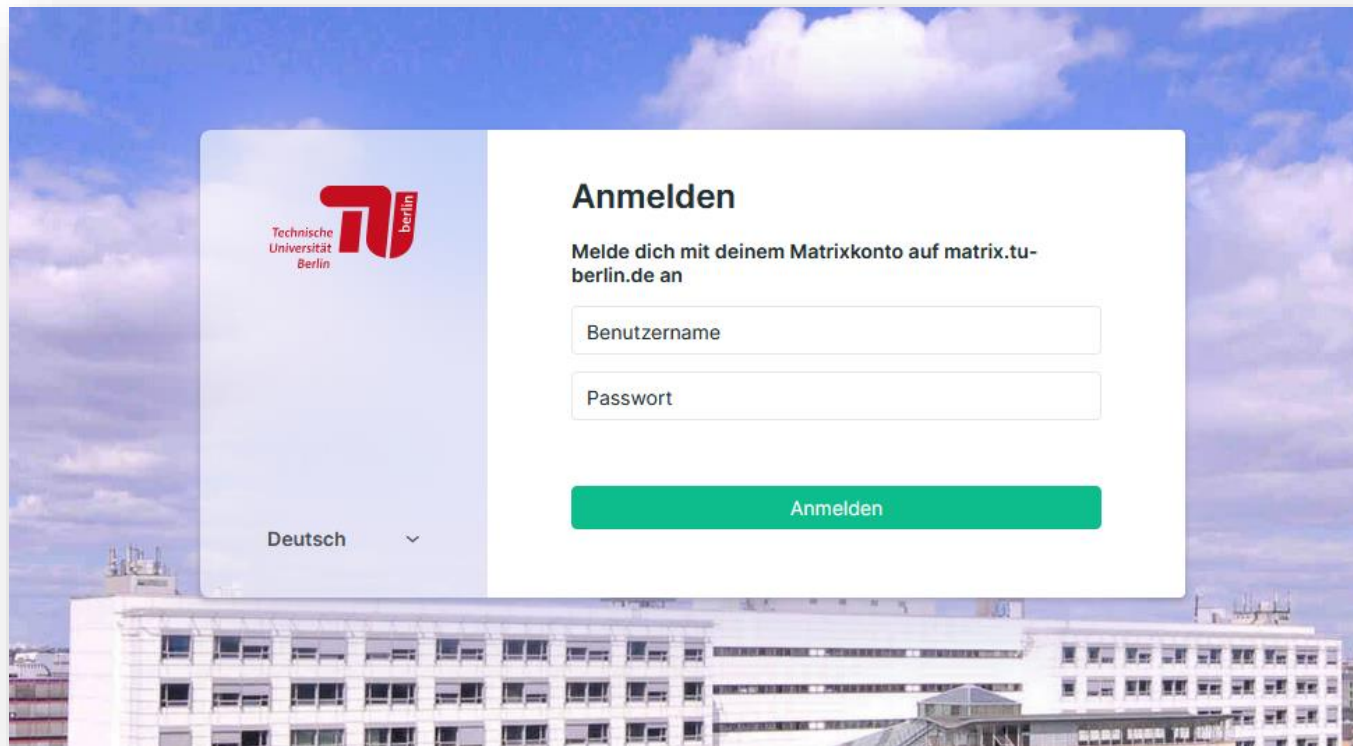 Technische
Universität
Berlin
berlin
Anmelden
Melde dich mit deinem Matrixkonto auf matrix.tu-
berlin.de an
Benutzername
Passwort
Anmelden
Deutsch